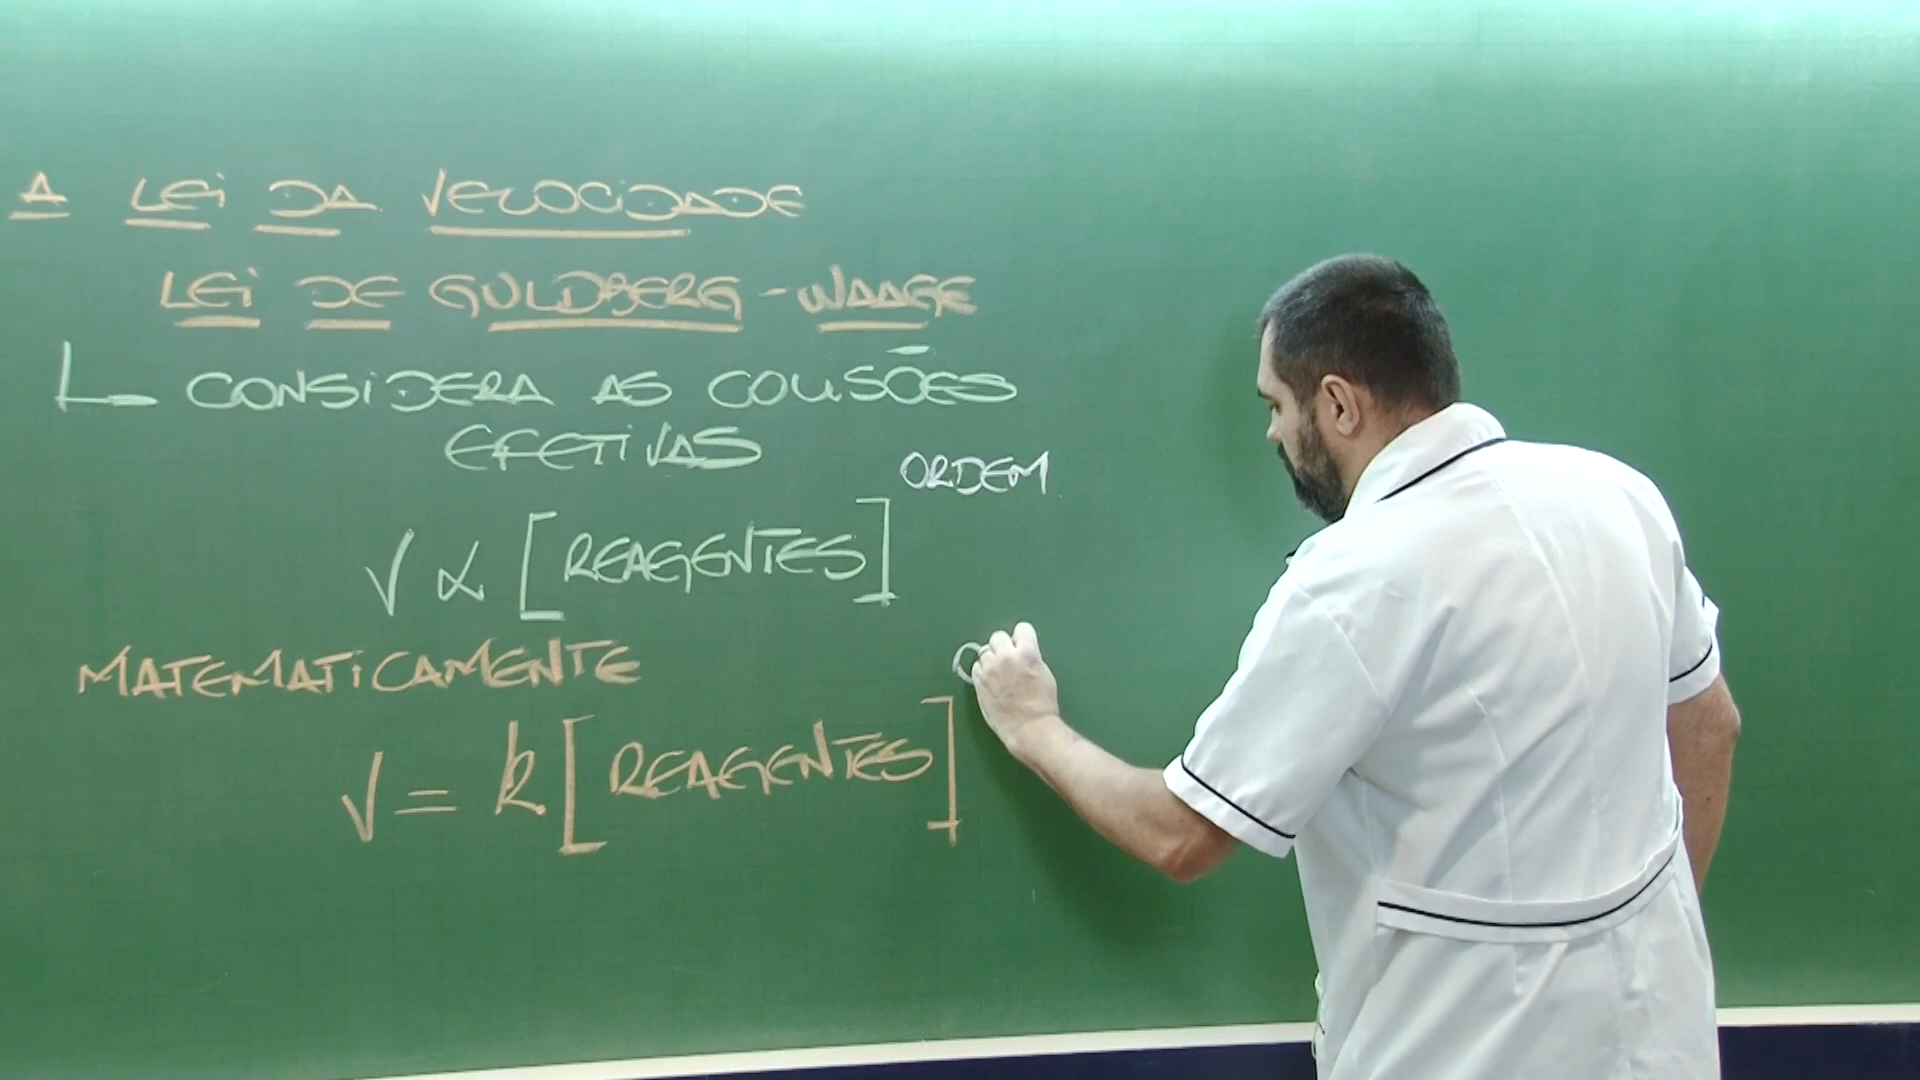 A LEI DA VELOCIDADE
LEI DE GULDBERG-WAAGE
CONSIDERA AS COLISÕES
EFETIVAS
V ∝ [REAGENTES] ORDEM
MATEMATICAMENTE
V = k [REAGENTES] O